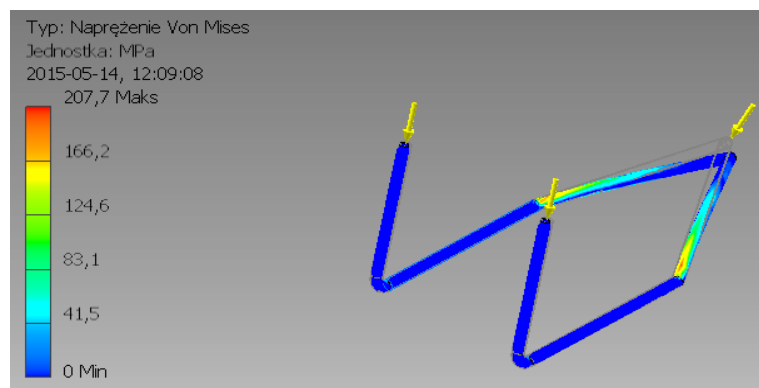 Typ: Naprężenie Von Mises
Jednostka: MPa
2015-05-14, 12:09:08
207,7 Maks
166,2
124,6
83,1
41,5
0 Min